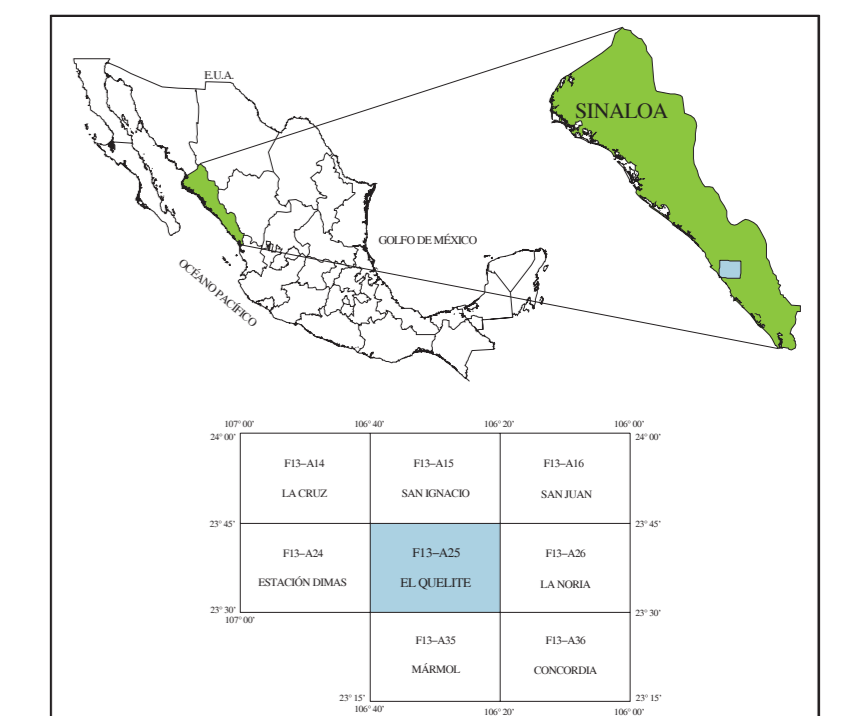 E.U.A.
SINALOA
GOLFO DE MÉXICO
OCÉANO PACÍFICO
107° 00' 106° 40' 106° 20' 106° 00'
24° 00' 24° 00'
F13–A14 F13–A15 F13–A16
LA CRUZ SAN IGNACIO SAN JUAN
23° 45' 23° 45'
F13–A24 F13–A25 F13–A26
ESTACIÓN DIMAS EL QUELITE LA NORIA
23° 30' 23° 30'
107° 00'
F13–A35 F13–A36
MÁRMOL CONCORDIA
23° 15' 23° 15'
106° 40' 106° 20' 106° 00'